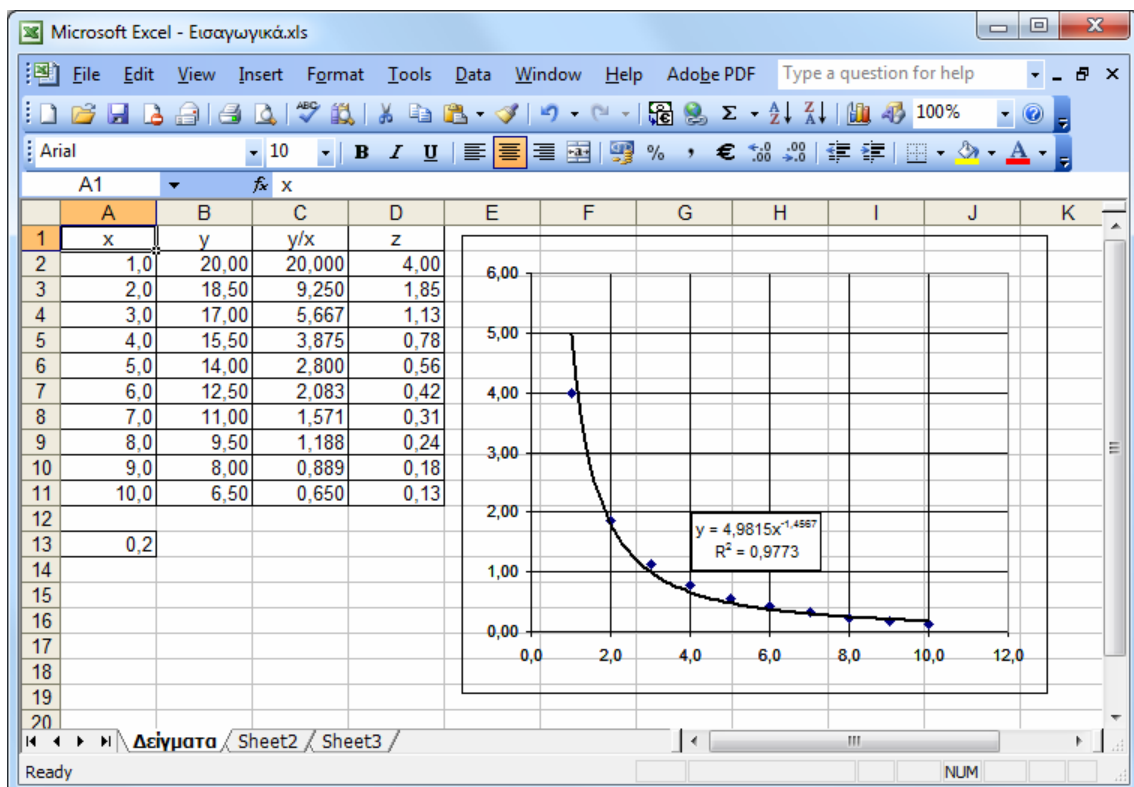 Microsoft Excel - Εισαγωγικά.xls
File Edit View Insert Format Tools Data Window Help Adobe PDF Type a question for help
100%
Arial 10 B I U
A1 fx x
A B C D E F G H I J K
1 x y y/x z
2 1,0 20,00 20,000 4,00
3 2,0 18,50 9,250 1,85
4 3,0 17,00 5,667 1,13
5 4,0 15,50 3,875 0,78
6 5,0 14,00 2,800 0,56
7 6,0 12,50 2,083 0,42
8 7,0 11,00 1,571 0,31
9 8,0 9,50 1,188 0,24
10 9,0 8,00 0,889 0,18
11 10,0 6,50 0,650 0,13
12
13 0,2
14
15
16
17
18
19
20
6,00
5,00
4,00
3,00
2,00
1,00
0,00
y = 4,9815x^-1,4567
R² = 0,9773
0,0 2,0 4,0 6,0 8,0 10,0 12,0
Δείγματα Sheet2 Sheet3
Ready NUM